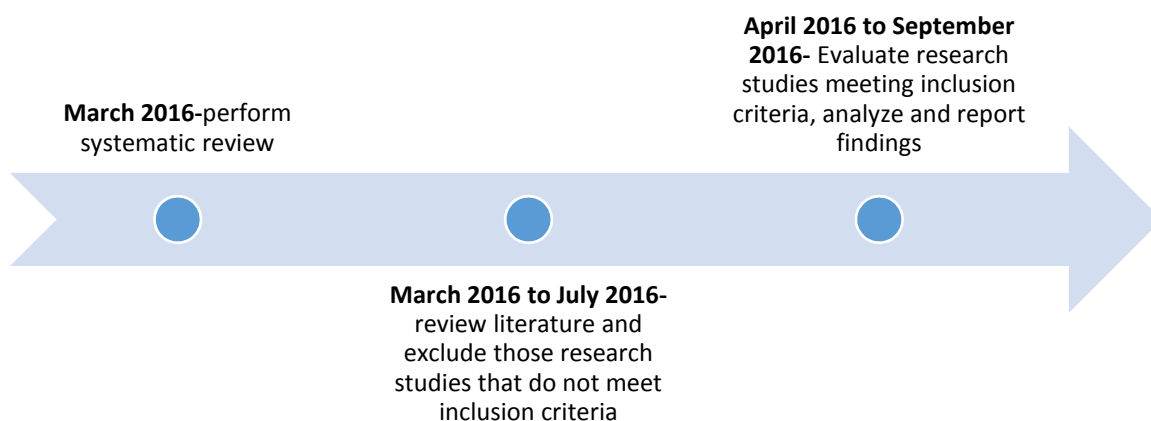 March 2016-perform
systematic review
March 2016 to July 2016-
review literature and
exclude those research
studies that do not meet
inclusion criteria
April 2016 to September
2016- Evaluate research
studies meeting inclusion
criteria, analyze and report
findings